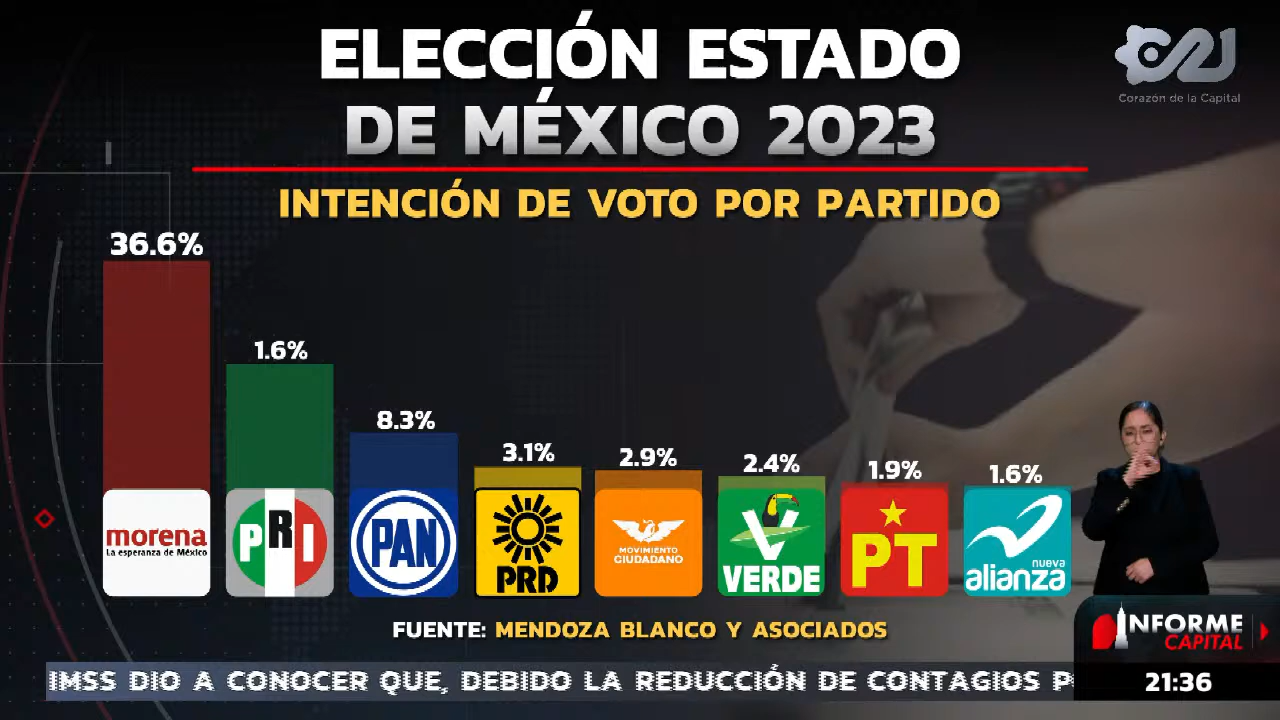 ELECCIÓN ESTADO
DE MÉXICO 2023
C21
Corazón de la Capital
INTENCIÓN DE VOTO POR PARTIDO
36.6%
1.6%
8.3%
3.1%
2.9%
2.4%
1.9%
1.6%
morena
La esperanza de México
PRI
PAN
PRD
MOVIMIENTO
CIUDADANO
VERDE
PT
nueva
alianza
FUENTE: MENDOZA BLANCO Y ASOCIADOS
INFORME
CAPITAL
IMSS DIO A CONOCER QUE, DEBIDO LA REDUCCIÓN DE CONTAGIOS
21:36